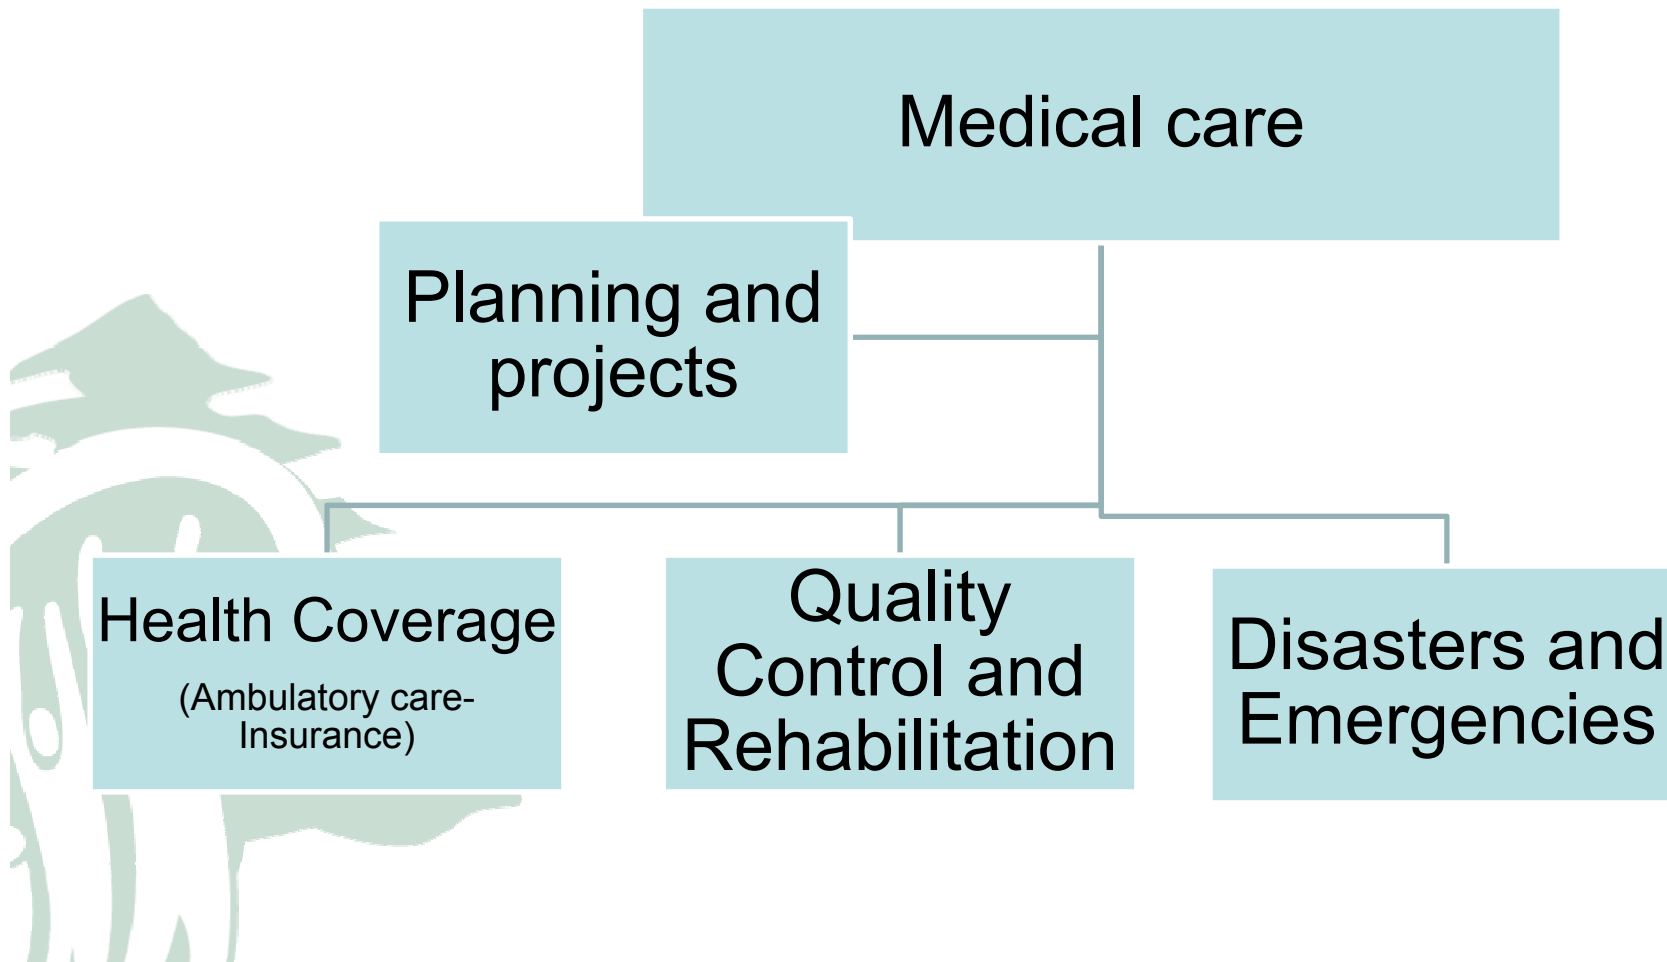 Medical care
Planning and
projects
Health Coverage
(Ambulatory care-
Insurance)
Quality
Control and
Rehabilitation
Disasters and
Emergencies